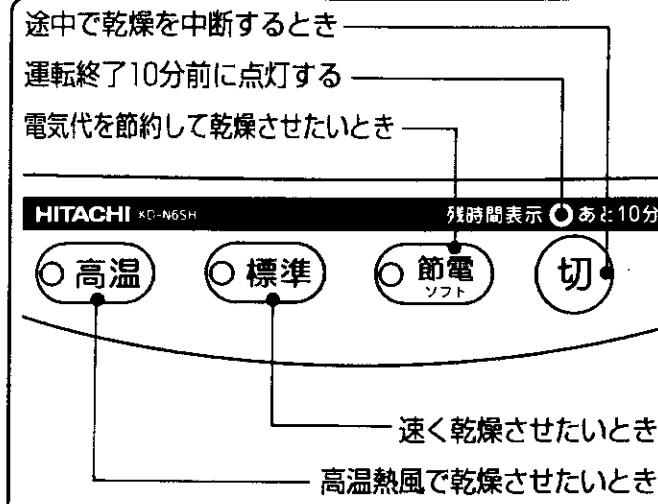 途中で乾燥を中断するとき
運転終了10分前に点灯する
電気代を節約して乾燥させたいとき
HITACHI KD-N6SH 残時間表示 あと10分
高温 標準 節電 切
ソフト
速く乾燥させたいとき
高温熱風で乾燥させたいとき